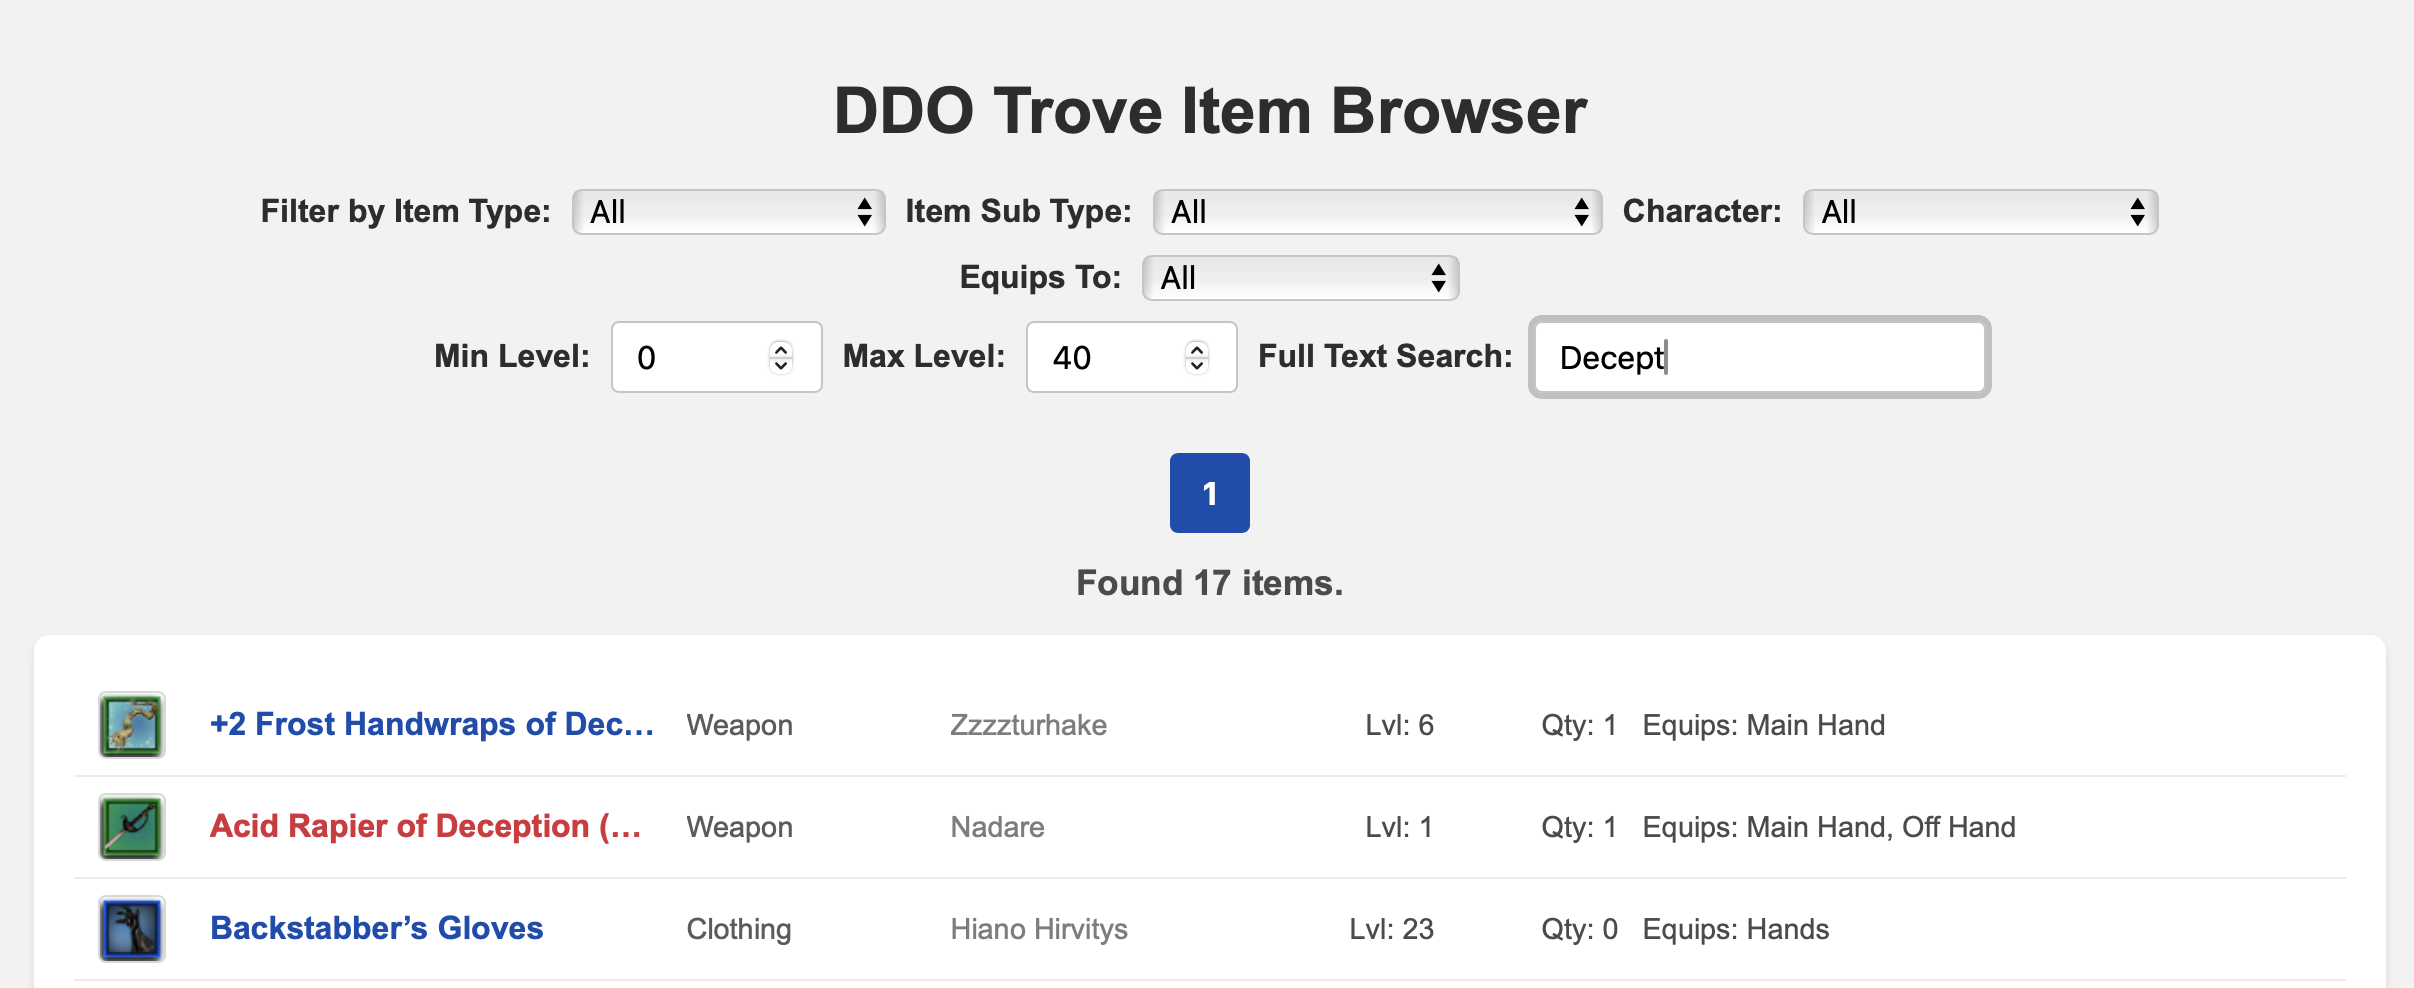 DDO Trove Item Browser
Filter by Item Type: All Item Sub Type: All Character: All
Equips To: All
Min Level: 0 Max Level: 40 Full Text Search: Decept
1
Found 17 items.
+2 Frost Handwraps of Dec... Weapon Zzzzturhake Lvl: 6 Qty: 1 Equips: Main Hand
Acid Rapier of Deception (... Weapon Nadare Lvl: 1 Qty: 1 Equips: Main Hand, Off Hand
Backstabber’s Gloves Clothing Hiano Hirvitys Lvl: 23 Qty: 0 Equips: Hands